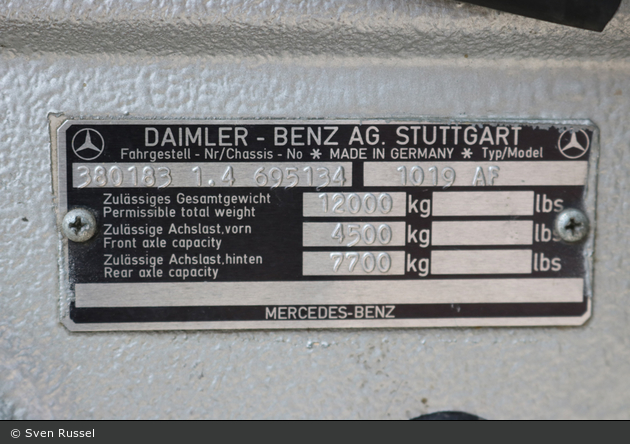 DAIMLER - BENZ AG. STUTTGART
Fahrgestell - Nr/Chassis - No * MADE IN GERMANY * Typ/Model
380183 1.4 695134 1019 AF
Zulässiges Gesamtgewicht
Permissible total weight 12000 kg lbs
Zulässige Achslast,vorn
Front axle capacity 4500 kg lbs
Zulässige Achslast,hinten
Rear axle capacity 7700 kg lbs
MERCEDES-BENZ
© Sven Russel